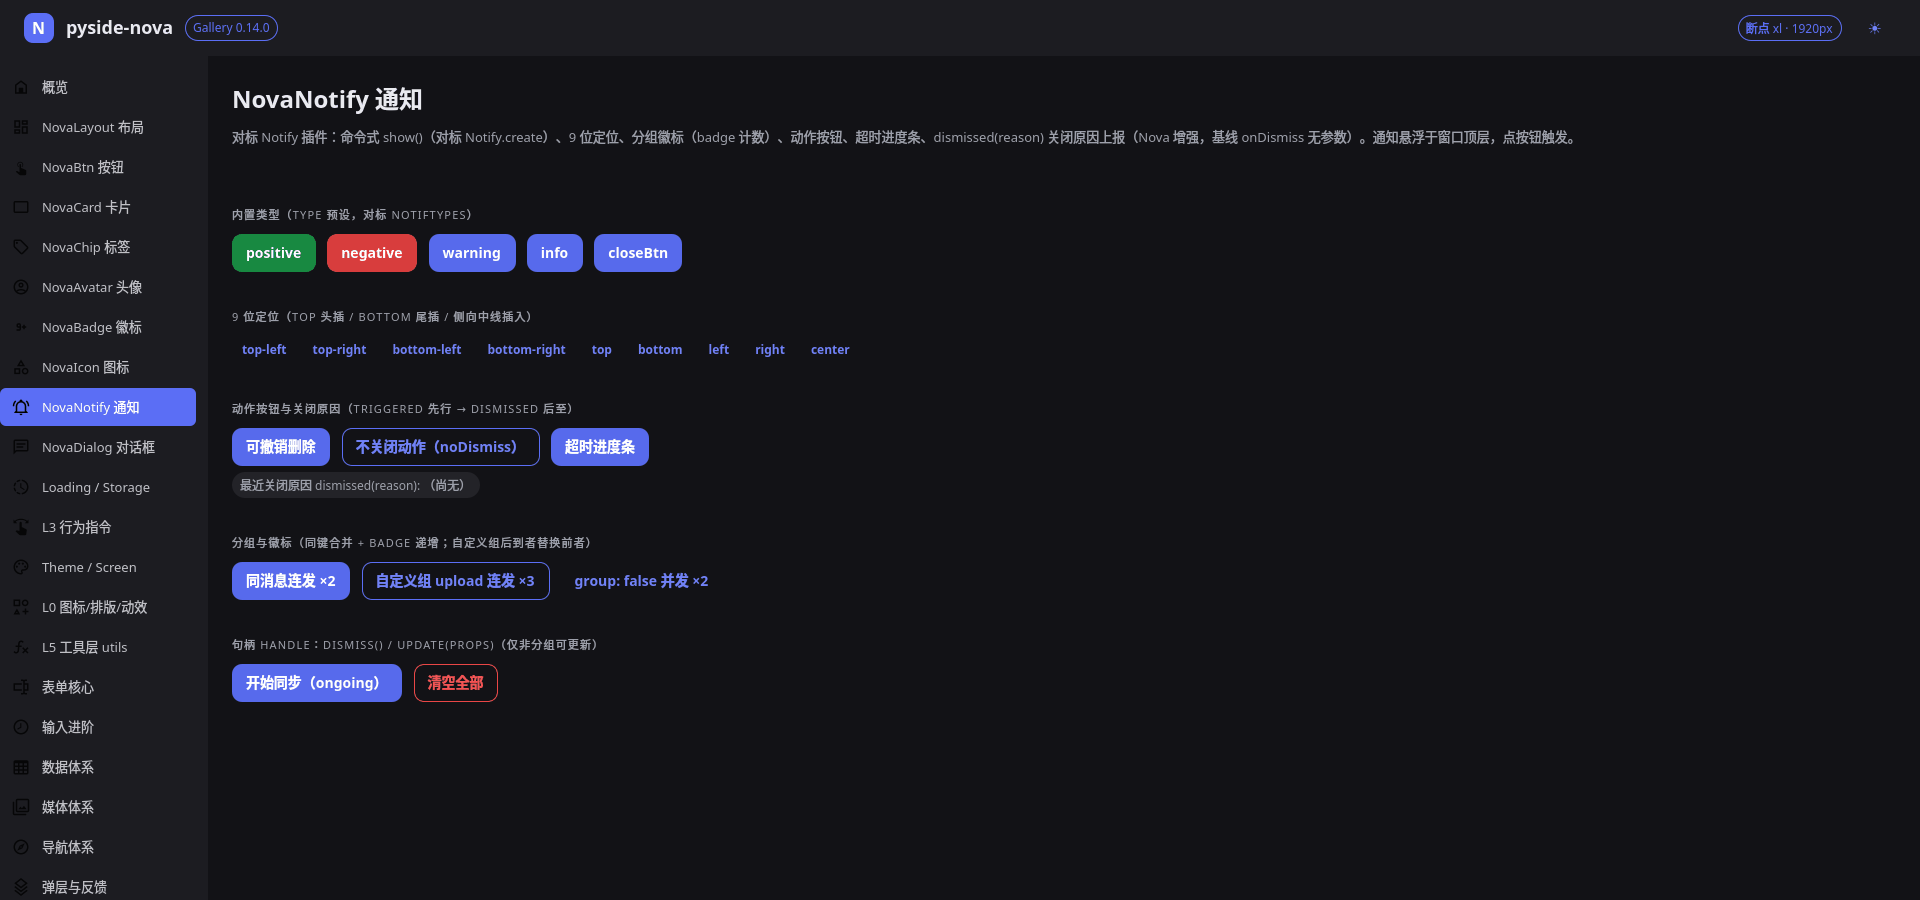 N pyside-nova Gallery 0.14.0 断点 xl · 1920px
概览
NovaLayout 布局
NovaBtn 按钮
NovaCard 卡片
NovaChip 标签
NovaAvatar 头像
9+ NovaBadge 徽标
NovaIcon 图标
NovaNotify 通知
NovaDialog 对话框
Loading / Storage
L3 行为指令
Theme / Screen
L0 图标/排版/动效
L5 工具层 utils
表单核心
输入进阶
数据体系
媒体体系
导航体系
弹层与反馈
NovaNotify 通知
对标 Notify 插件：命令式 show()（对标 Notify.create）、9 位定位、分组徽标（badge 计数）、动作按钮、超时进度条、dismissed(reason) 关闭原因上报（Nova 增强，基线 onDismiss 无参数）。通知悬浮于窗口顶层，点按钮触发。
内置类型（TYPE 预设，对标 NOTIFTYPES）
positive negative warning info closeBtn
9 位定位（TOP 头插 / BOTTOM 尾插 / 侧向中线插入）
top-left top-right bottom-left bottom-right top bottom left right center
动作按钮与关闭原因（TRIGGERED 先行 → DISMISSED 后至）
可撤销删除 不关闭动作（noDismiss） 超时进度条
最近关闭原因 dismissed(reason): （尚无）
分组与徽标（同键合并 + BADGE 递增；自定义组后到者替换前者）
同消息连发 ×2 自定义组 upload 连发 ×3 group: false 并发 ×2
句柄 HANDLE：DISMISS() / UPDATE(PROPS)（仅非分组可更新）
开始同步（ongoing） 清空全部